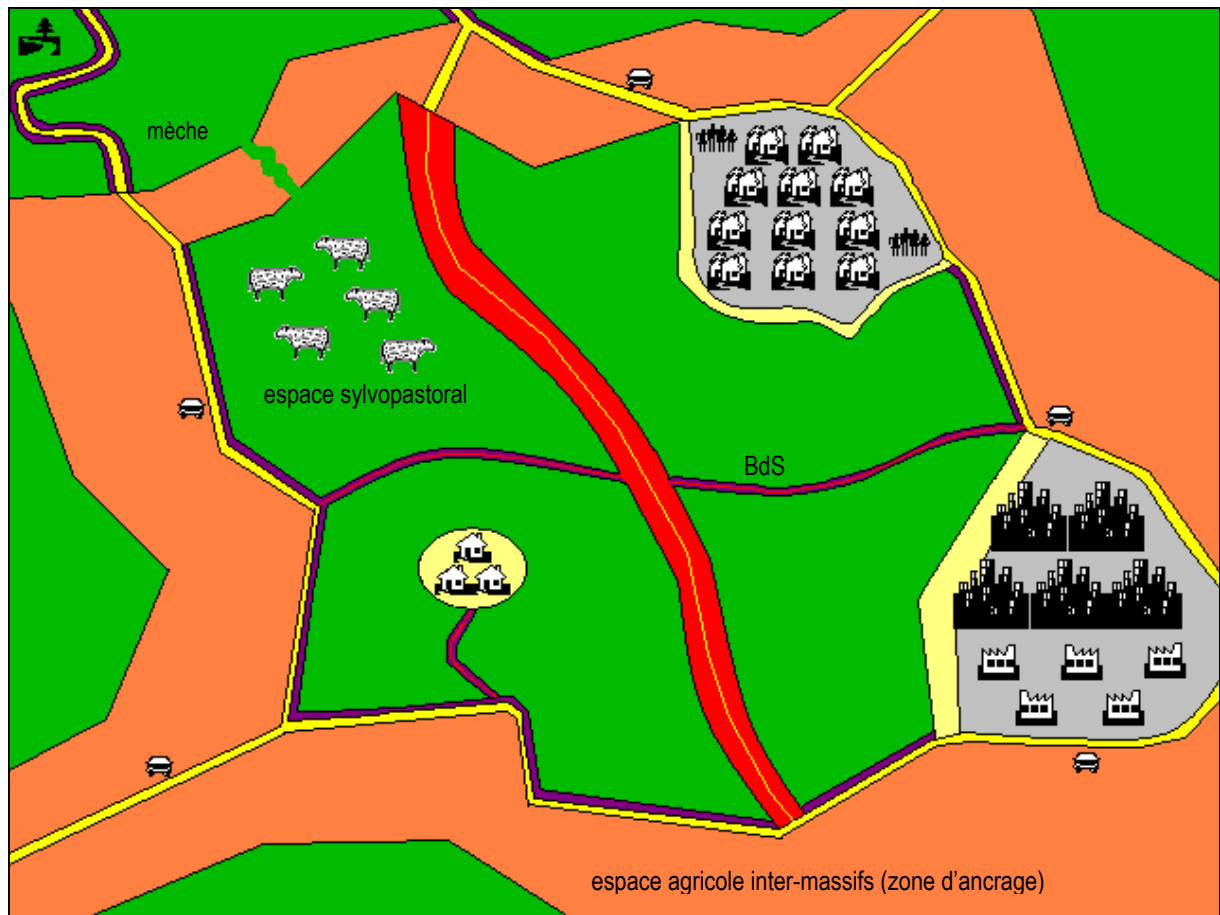 mèche
espace sylvopastoral
BdS
espace agricole inter-massifs (zone d'ancrage)